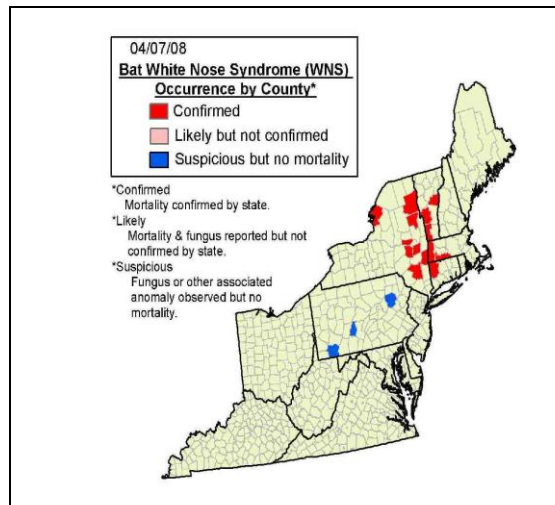 04/07/08
Bat White Nose Syndrome (WNS)
Occurrence by County*
Confirmed
Likely but not confirmed
Suspicious but no mortality
*Confirmed
Mortality confirmed by state.
*Likely
Mortality & fungus reported but not
confirmed by state.
*Suspicious
Fungus or other associated
anomaly observed but no
mortality.